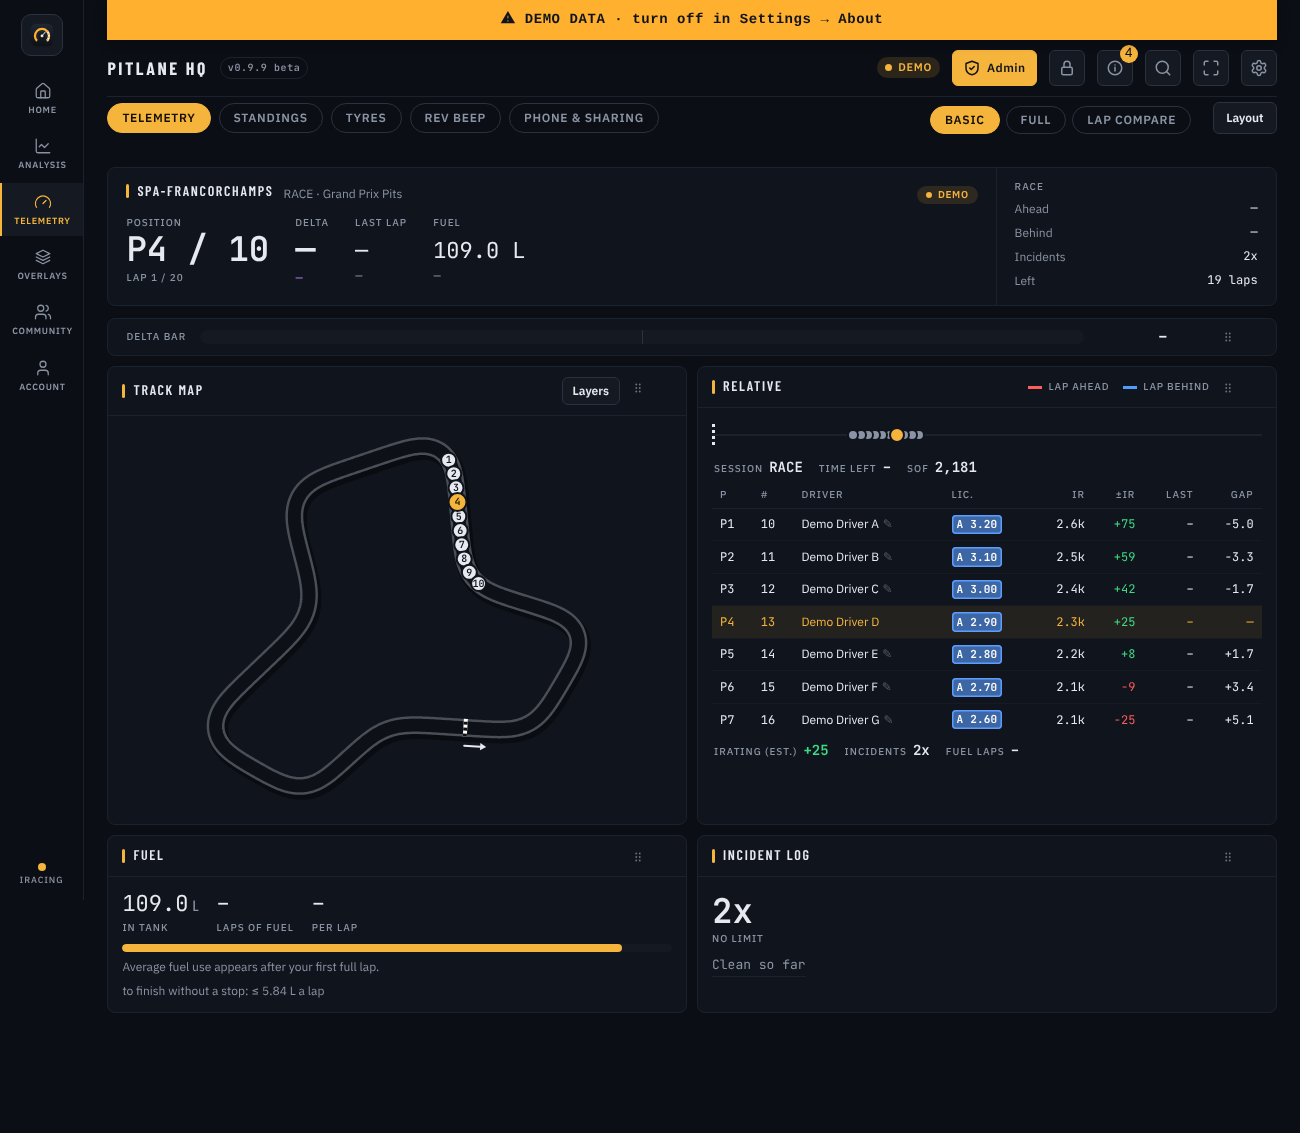 ⚠ DEMO DATA · turn off in Settings → About
PITLANE HQ v0.9.9 beta
DEMO
Admin
4
HOME
ANALYSIS
TELEMETRY
OVERLAYS
COMMUNITY
ACCOUNT
IRACING
TELEMETRY STANDINGS TYRES REV BEEP PHONE & SHARING
BASIC FULL LAP COMPARE Layout
SPA-FRANCORCHAMPS RACE · Grand Prix Pits
DEMO
POSITION DELTA LAST LAP FUEL
P4 / 10 — — 109.0 L
LAP 1 / 20 — — —
RACE
Ahead —
Behind —
Incidents 2x
Left 19 laps
DELTA BAR —
TRACK MAP Layers
1
2
3
4
5
6
7
8
9
10
RELATIVE LAP AHEAD LAP BEHIND
SESSION RACE TIME LEFT – SOF 2,181
P # DRIVER LIC. IR ±IR LAST GAP
P1 10 Demo Driver A ✎ A 3.20 2.6k +75 – -5.0
P2 11 Demo Driver B ✎ A 3.10 2.5k +59 – -3.3
P3 12 Demo Driver C ✎ A 3.00 2.4k +42 – -1.7
P4 13 Demo Driver D A 2.90 2.3k +25 – —
P5 14 Demo Driver E ✎ A 2.80 2.2k +8 – +1.7
P6 15 Demo Driver F ✎ A 2.70 2.1k -9 – +3.4
P7 16 Demo Driver G ✎ A 2.60 2.1k -25 – +5.1
IRATING (EST.) +25 INCIDENTS 2x FUEL LAPS –
FUEL
109.0 L – –
IN TANK LAPS OF FUEL PER LAP
Average fuel use appears after your first full lap.
to finish without a stop: ≤ 5.84 L a lap
INCIDENT LOG
2x
NO LIMIT
Clean so far